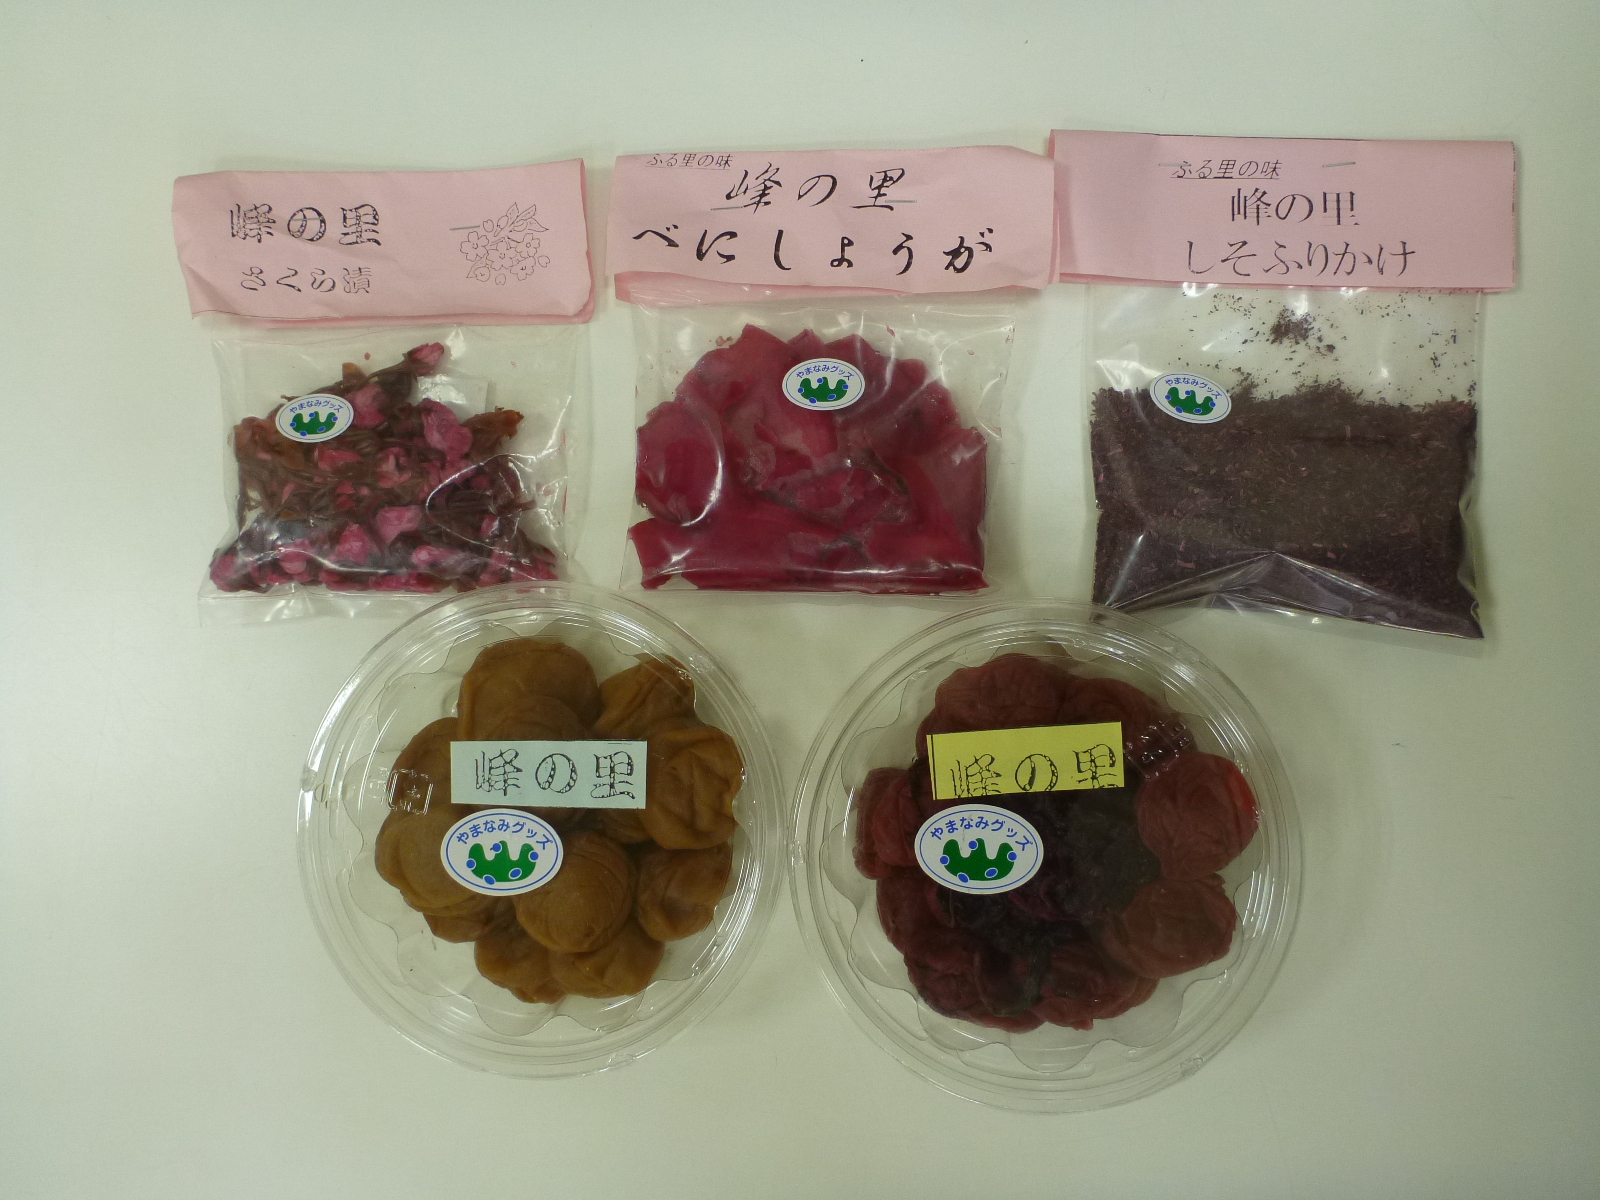 峰の里
さくら漬
やまなみグッズ
ふる里の味
峰の里
べにしょうが
やまなみグッズ
ふる里の味
峰の里
しそふりかけ
やまなみグッズ
峰の里
やまなみグッズ
峰の里
やまなみグッズ